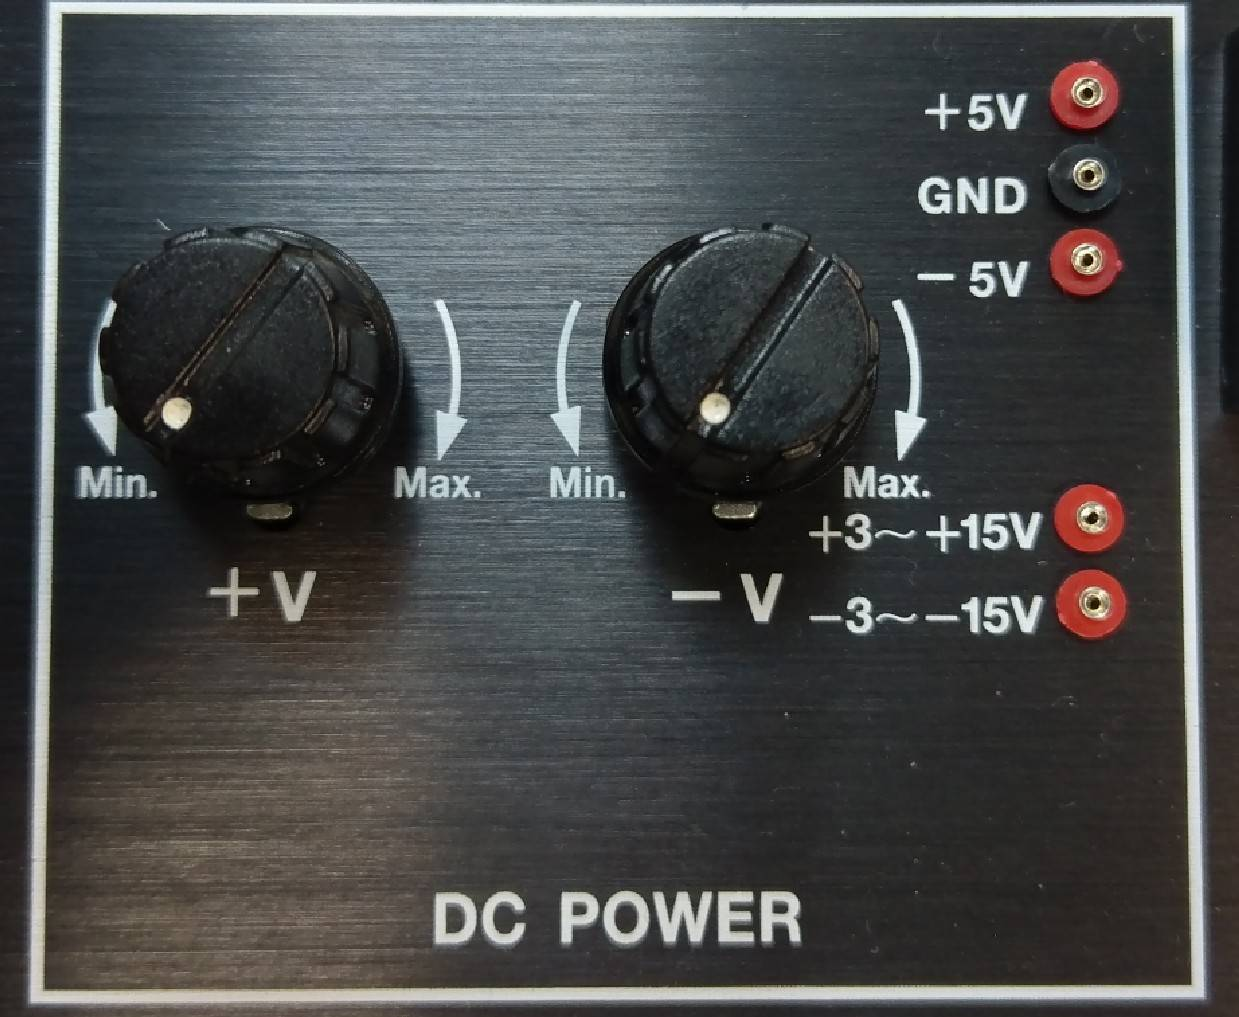 +5V
GND
−5V
Min.
Max.
Min.
Max.
+3~+15V
+V
−V
−3~−15V
DC POWER